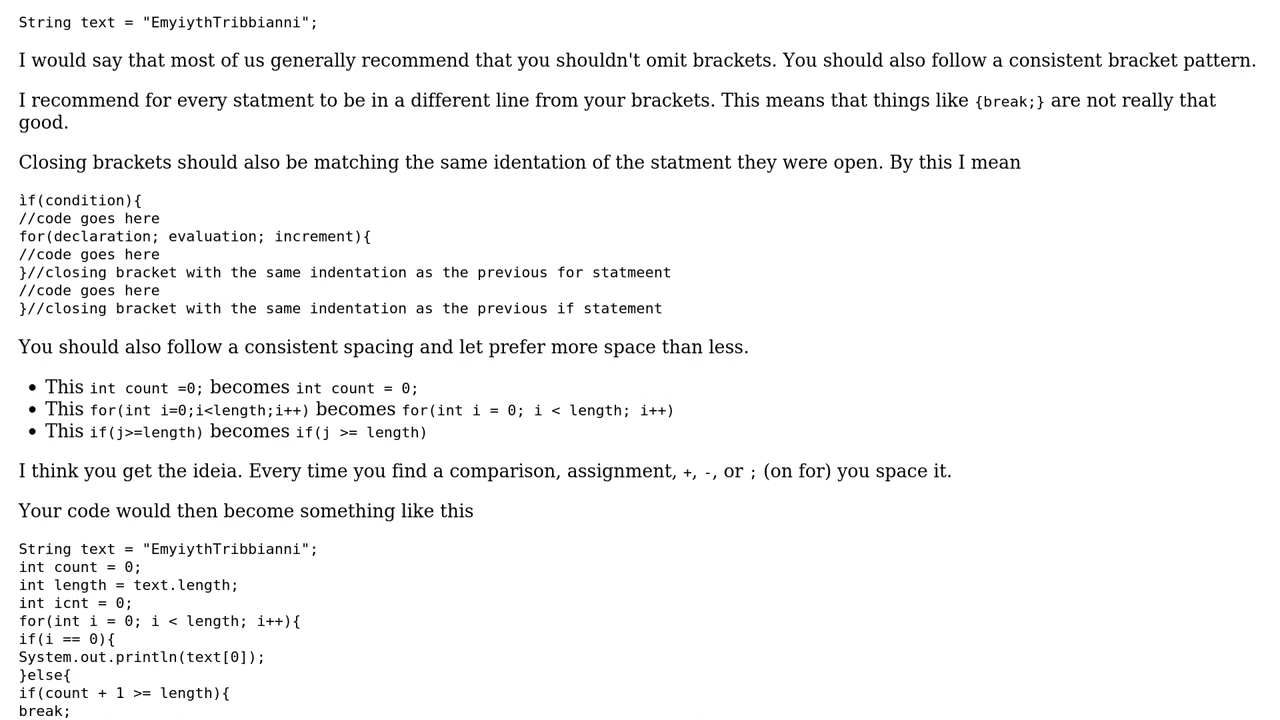 String text = "EmyiythTribbianni";
I would say that most of us generally recommend that you shouldn't omit brackets. You should also follow a consistent bracket pattern.
I recommend for every statment to be in a different line from your brackets. This means that things like {break;} are not really that
good.
Closing brackets should also be matching the same identation of the statment they were open. By this I mean
ìf(condition){
//code goes here
for(declaration; evaluation; increment){
//code goes here
}//closing bracket with the same indentation as the previous for statmeent
//code goes here
}//closing bracket with the same indentation as the previous if statement
You should also follow a consistent spacing and let prefer more space than less.
• This int count =0; becomes int count = 0;
• This for(int i=0;i<length;i++) becomes for(int i = 0; i < length; i++)
• This if(j>=length) becomes if(j >= length)
I think you get the ideia. Every time you find a comparison, assignment, +, -, or ; (on for) you space it.
Your code would then become something like this
String text = "EmyiythTribbianni";
int count = 0;
int length = text.length;
int icnt = 0;
for(int i = 0; i < length; i++){
if(i == 0){
System.out.println(text[0]);
}else{
if(count + 1 >= length){
break;